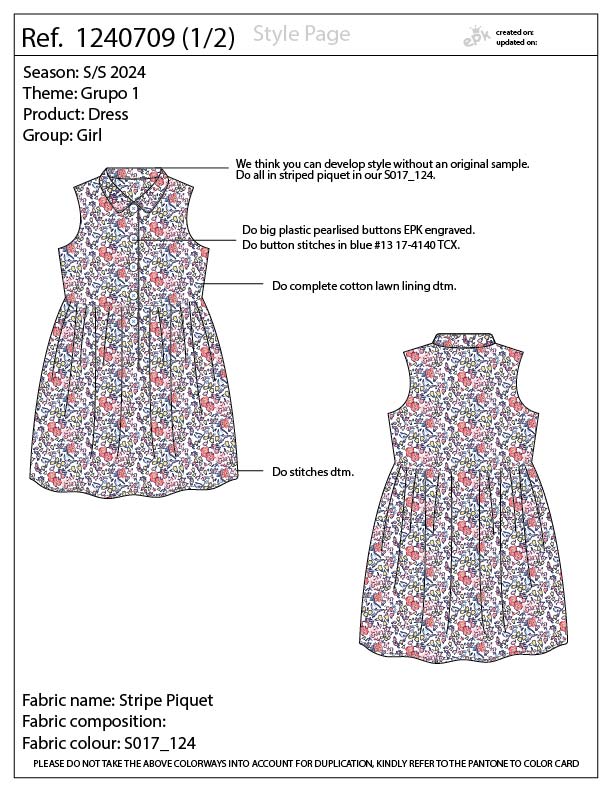 Ref. 1240709 (1/2)
Style Page
epk
created on:
updated on:
Season: S/S 2024
Theme: Grupo 1
Product: Dress
Group: Girl
We think you can develop style without an original sample.
Do all in striped piquet in our S017_124.
Do big plastic pearlised buttons EPK engraved.
Do button stitches in blue #13 17-4140 TCX.
Do complete cotton lawn lining dtm.
Do stitches dtm.
Fabric name: Stripe Piquet
Fabric composition:
Fabric colour: S017_124
PLEASE DO NOT TAKE THE ABOVE COLORWAYS INTO ACCOUNT FOR DUPLICATION, KINDLY REFER TO THE PANTONE TO COLOR CARD